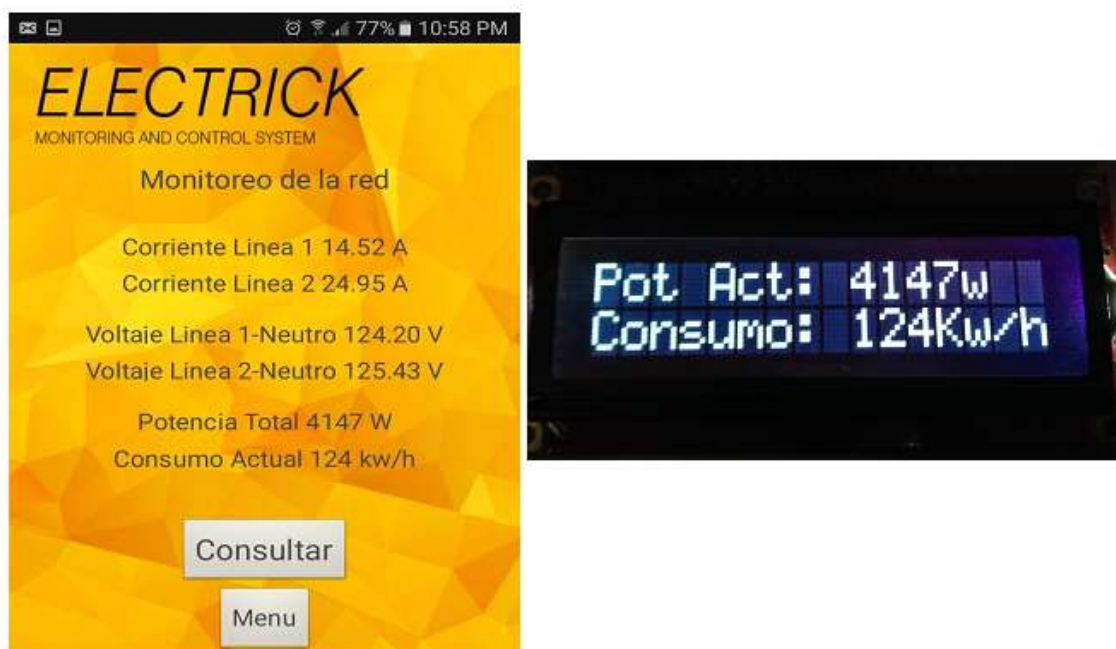 77% 10:58 PM
ELECTRICK
MONITORING AND CONTROL SYSTEM
Monitoreo de la red
Corriente Linea 1 14.52 A
Corriente Linea 2 24.95 A
Voltaje Linea 1-Neutro 124.20 V
Voltaje Linea 2-Neutro 125.43 V
Potencia Total 4147 W
Consumo Actual 124 kw/h
Consultar
Menu
Pot Act: 4147w
Consumo: 124Kw/h